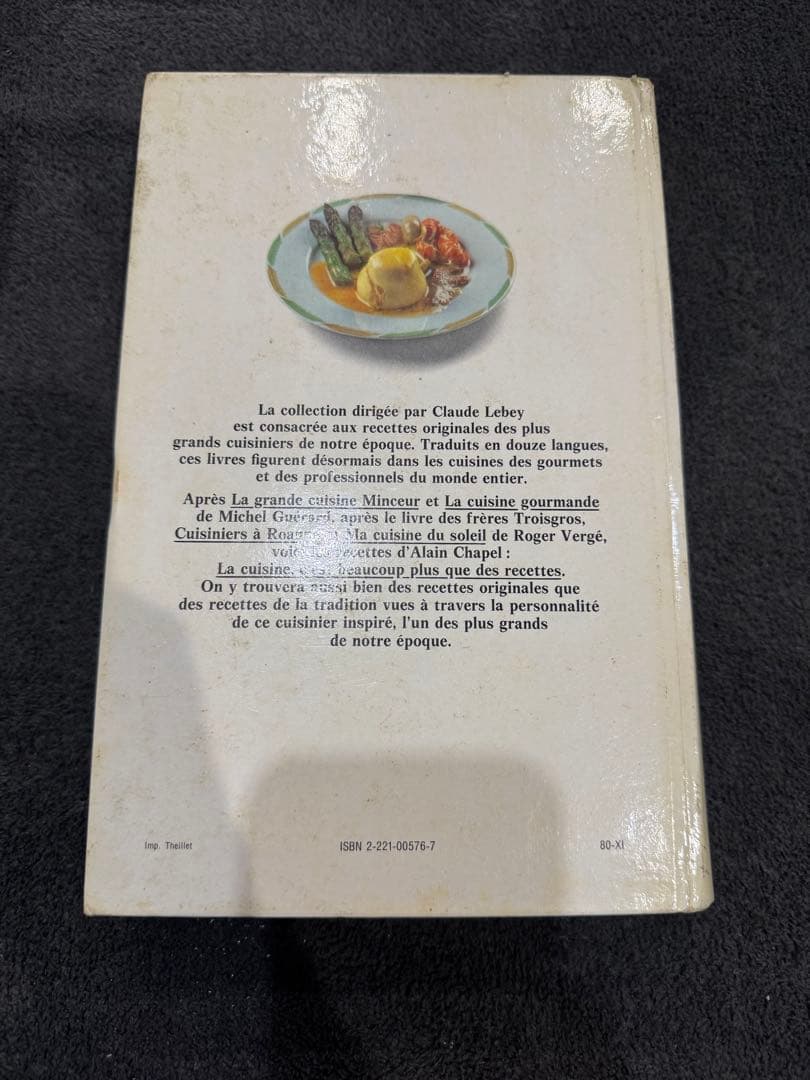 La collection dirigée par Claude Lebey
est consacrée aux recettes originales des plus
grands cuisiniers de notre époque. Traduits en douze langues,
ces livres figurent désormais dans les cuisines des gourmets
et des professionnels du monde entier.
Après La grande cuisine Minceur et La cuisine gourmande
de Michel Guérard, après le livre des frères Troisgros,
Cuisiniers à Ma cuisine du soleil de Roger Vergé,
recettes d'Alain Chapel :
La cuisine, beaucoup plus que des recettes.
On y trouvera aussi bien des recettes originales que
des recettes de la tradition vues à travers la personnalité
de ce cuisinier inspiré, l'un des plus grands
de notre époque.
Imp. Theillet
ISBN 2-221-00576-7
80-XI